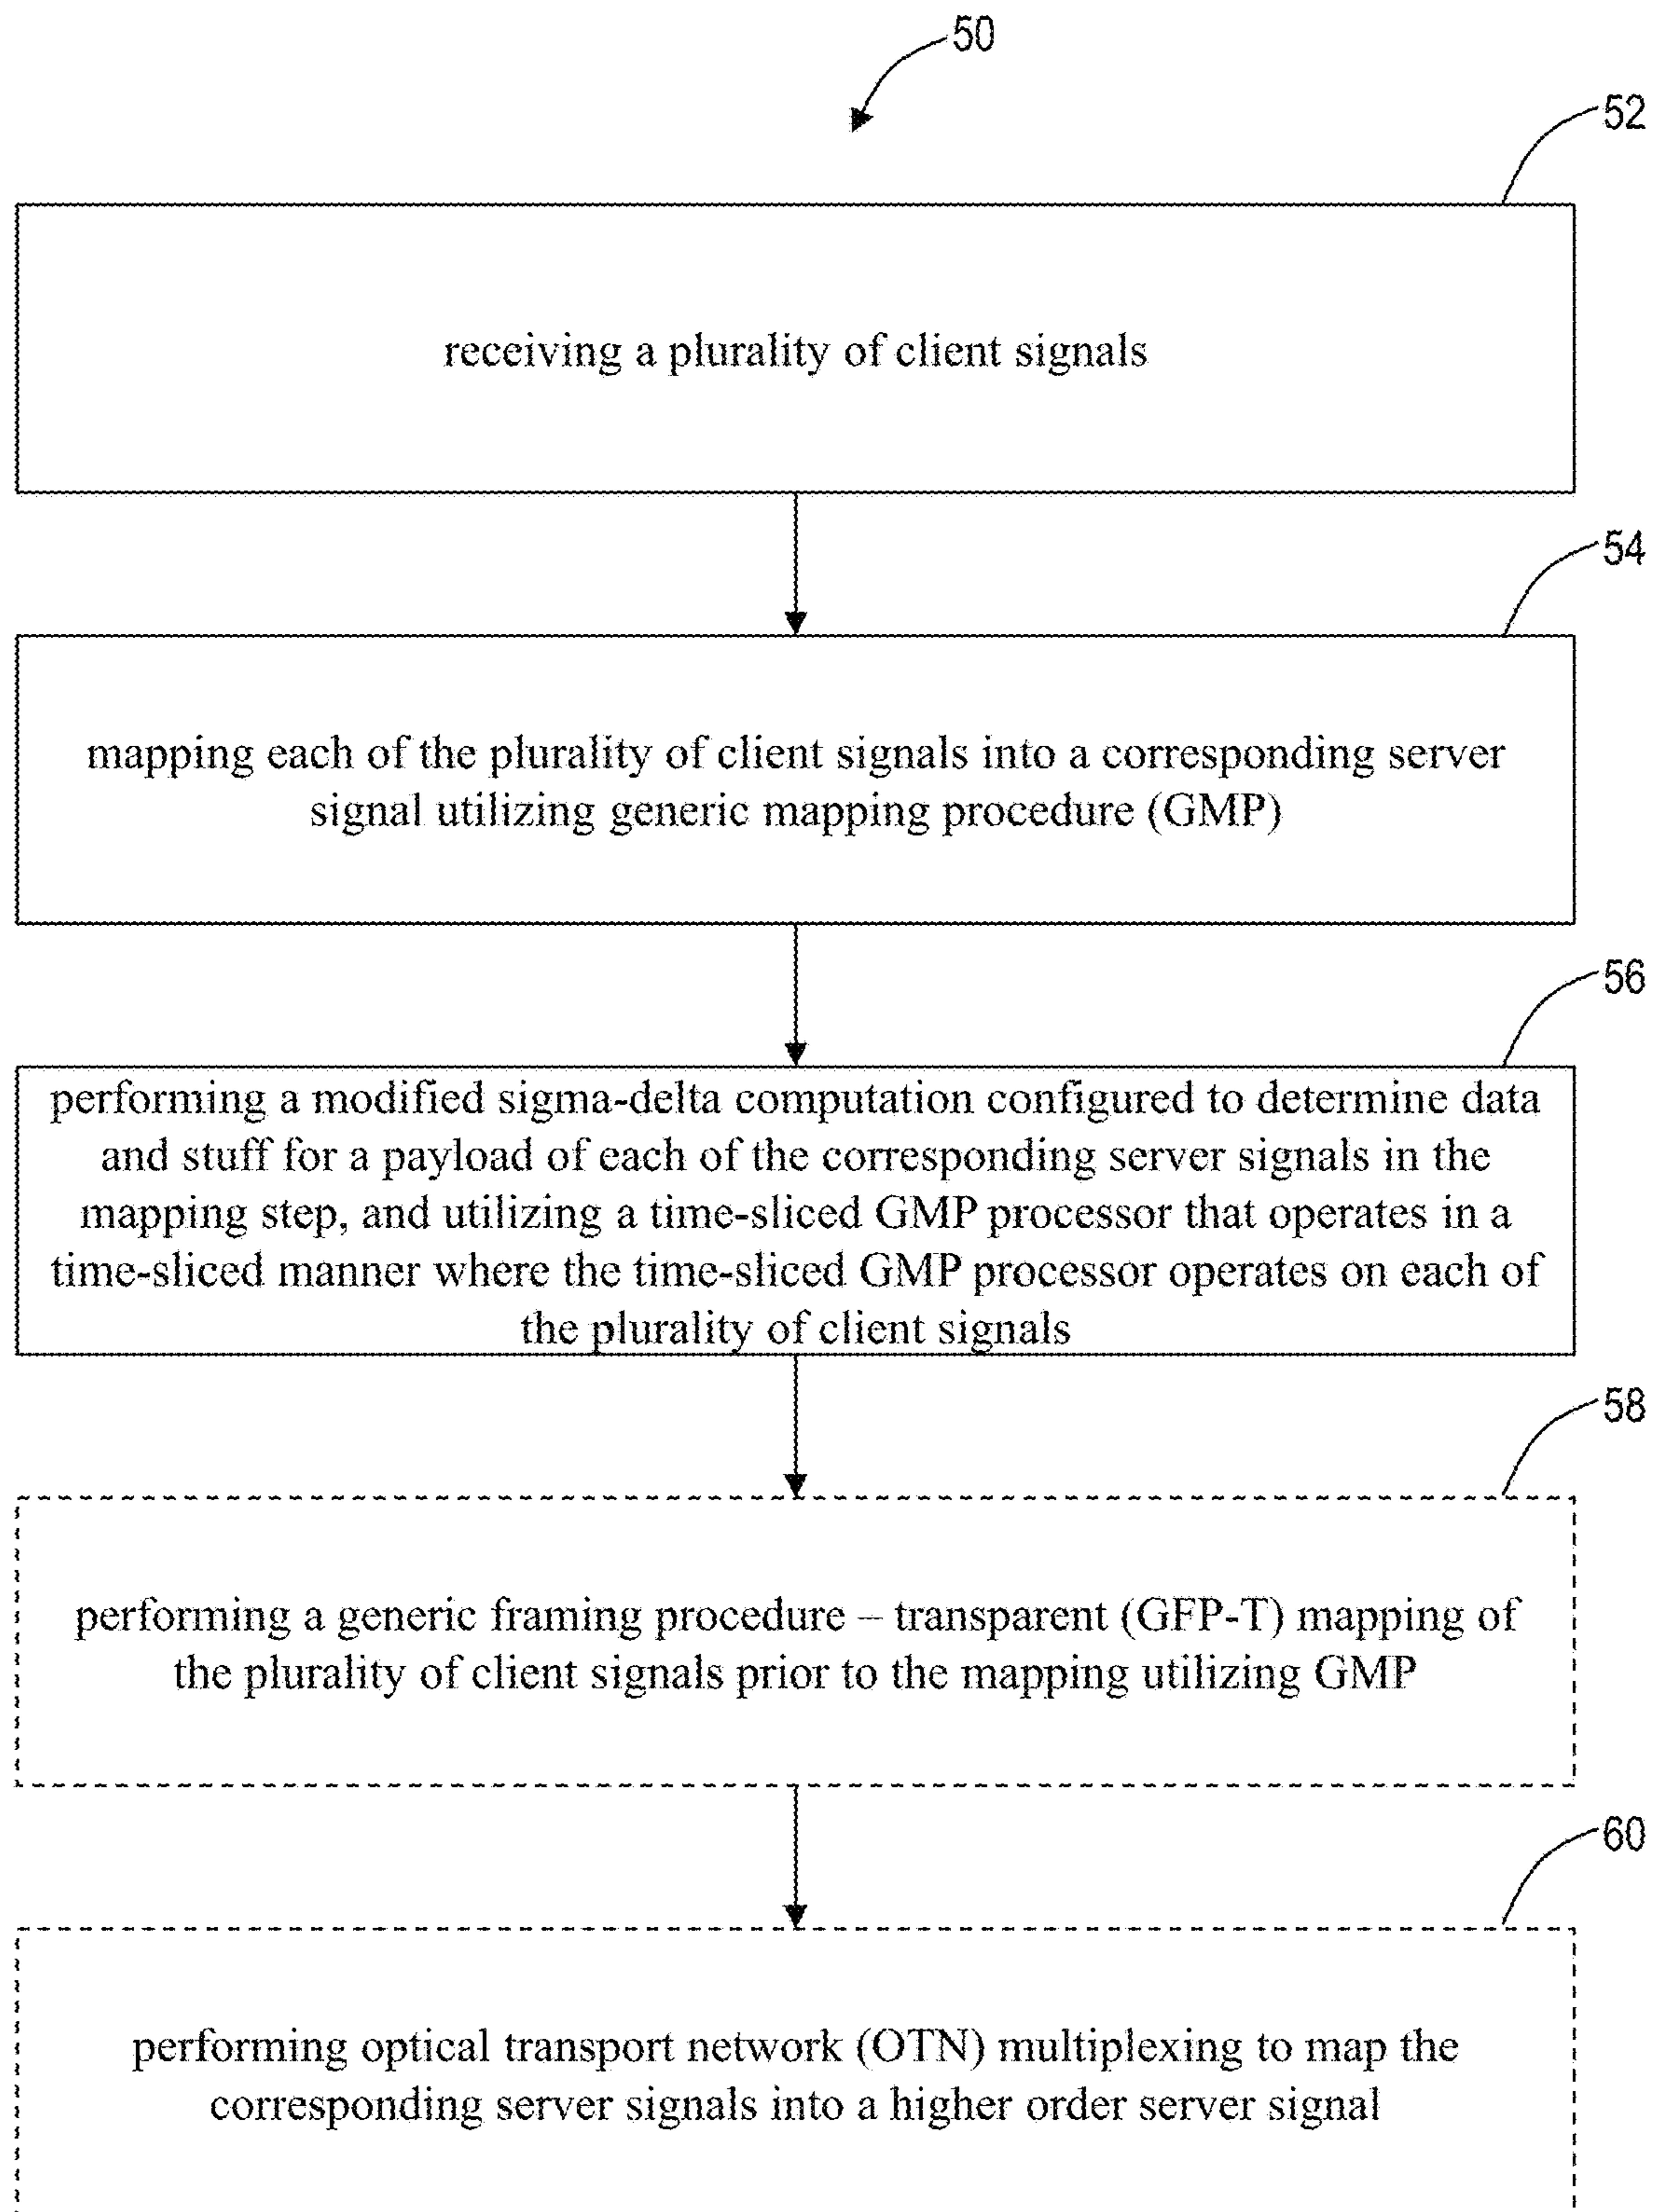 50
52
receiving a plurality of client signals
54
mapping each of the plurality of client signals into a corresponding server
signal utilizing generic mapping procedure (GMP)
56
performing a modified sigma-delta computation configured to determine data
and stuff for a payload of each of the corresponding server signals in the
mapping step, and utilizing a time-sliced GMP processor that operates in a
time-sliced manner where the time-sliced GMP processor operates on each of
the plurality of client signals
58
performing a generic framing procedure – transparent (GFP-T) mapping of
the plurality of client signals prior to the mapping utilizing GMP
60
performing optical transport network (OTN) multiplexing to map the
corresponding server signals into a higher order server signal